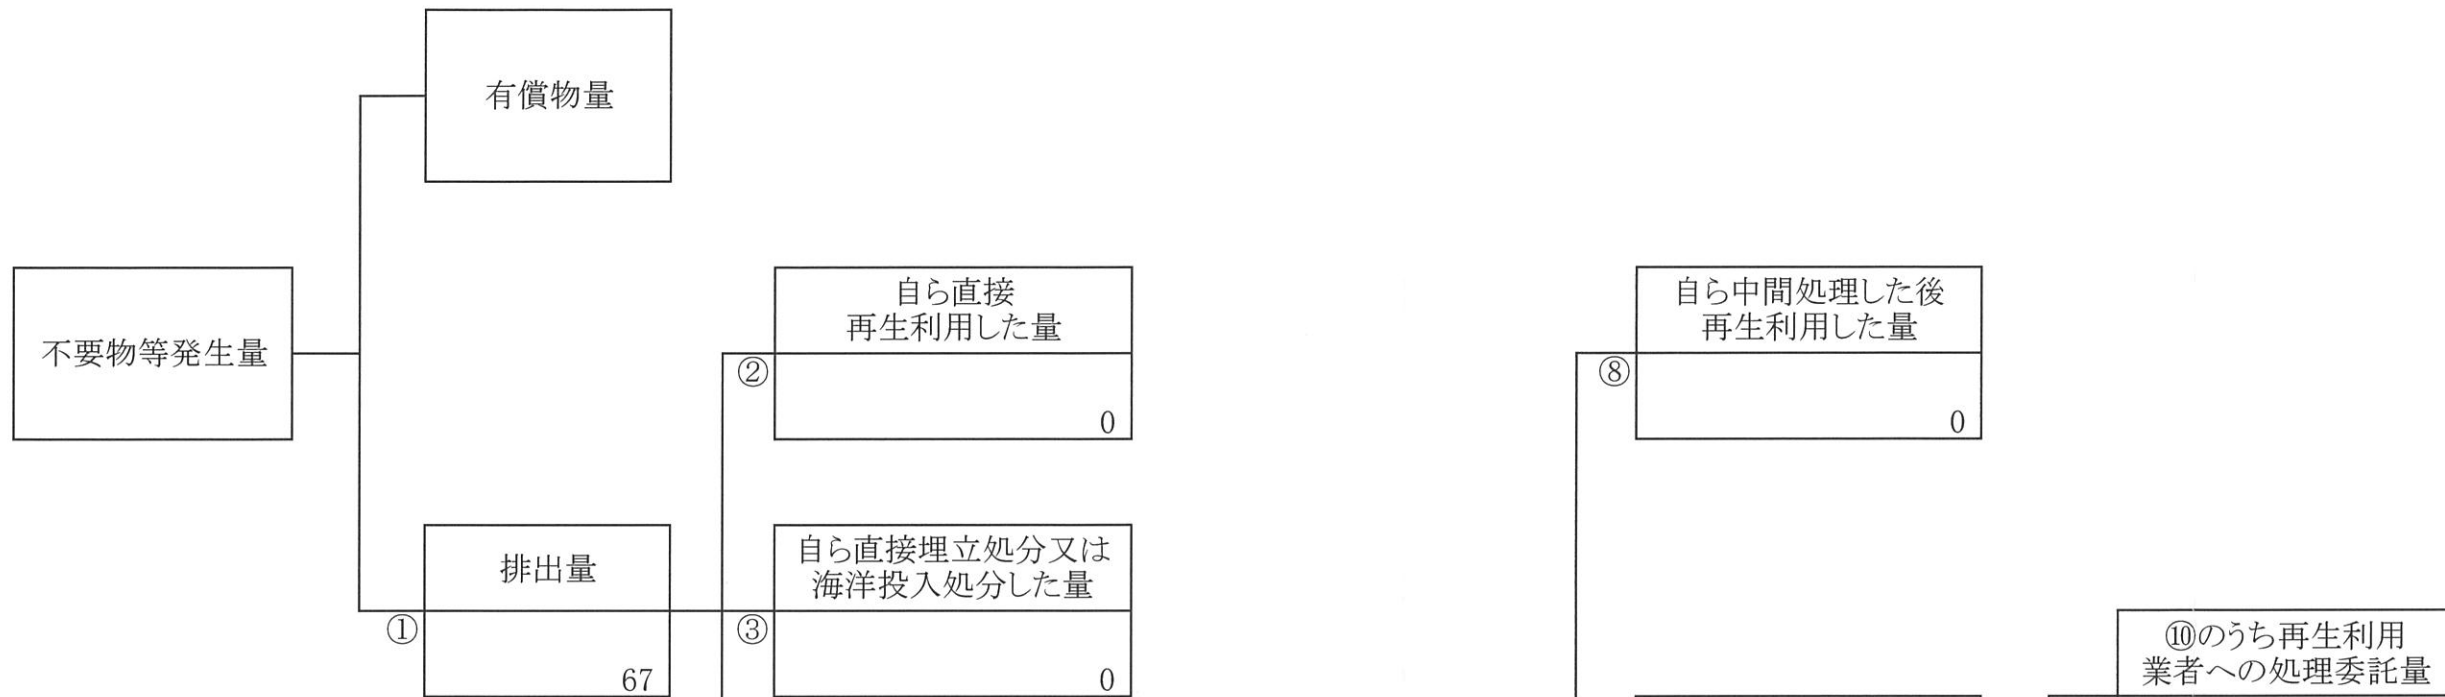 有償物量
不要物等発生量
自ら直接
再生利用した量
②
0
自ら中間処理した後
再生利用した量
⑧
0
排出量
①
67
自ら直接埋立処分又は
海洋投入処分した量
③
0
⑩のうち再生利用
業者への処理委託量